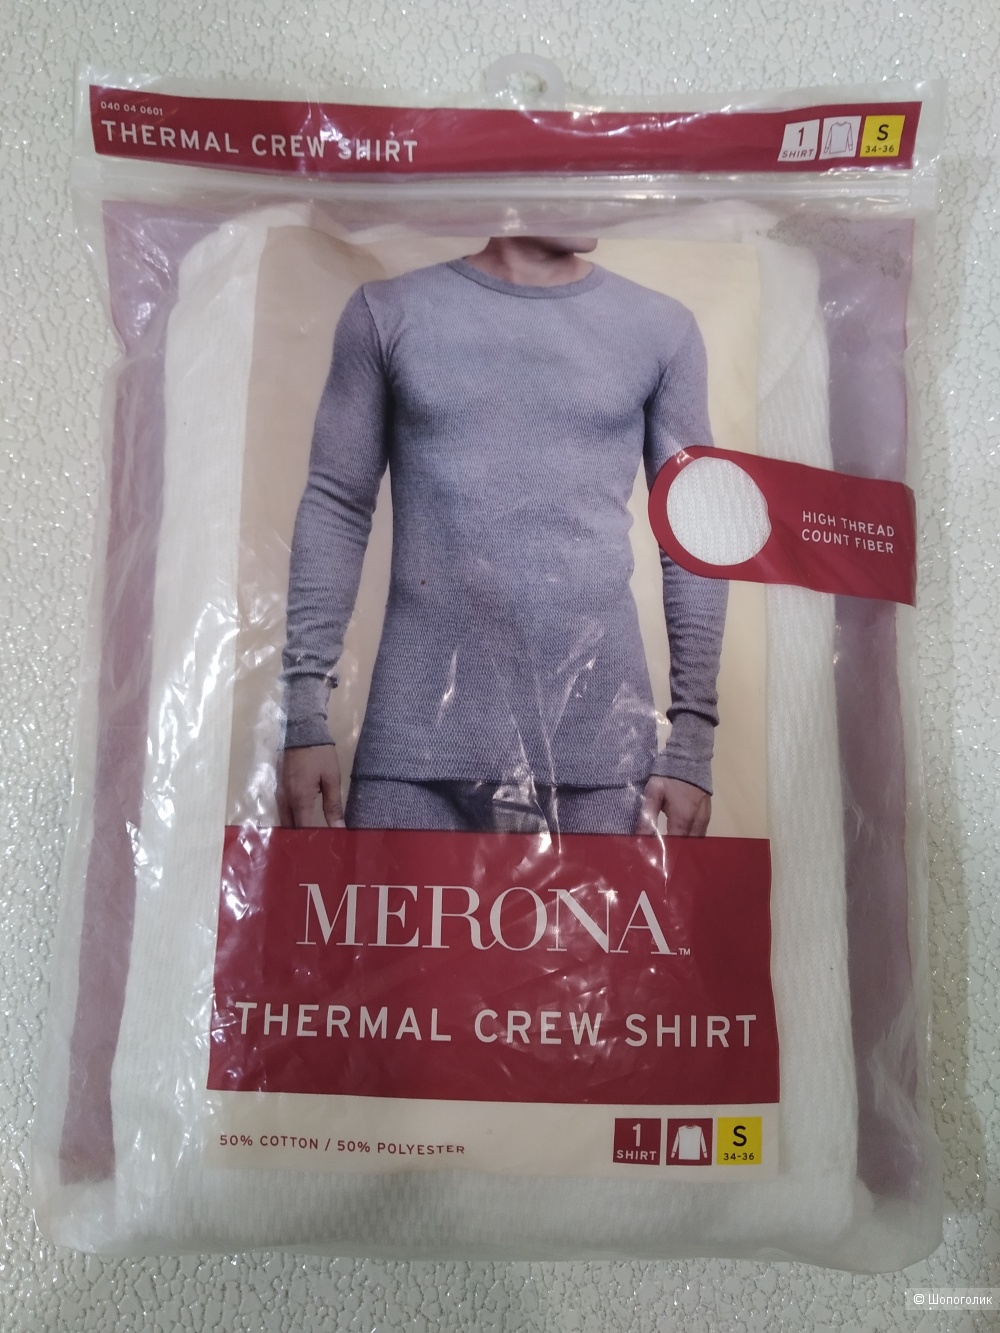 040 04 0601
THERMAL CREW SHIRT
1
SHIRT
S
34-36
HIGH THREAD
COUNT FIBER
MERONA™
THERMAL CREW SHIRT
50% COTTON / 50% POLYESTER
1
SHIRT
S
34-36
© Шопоголик